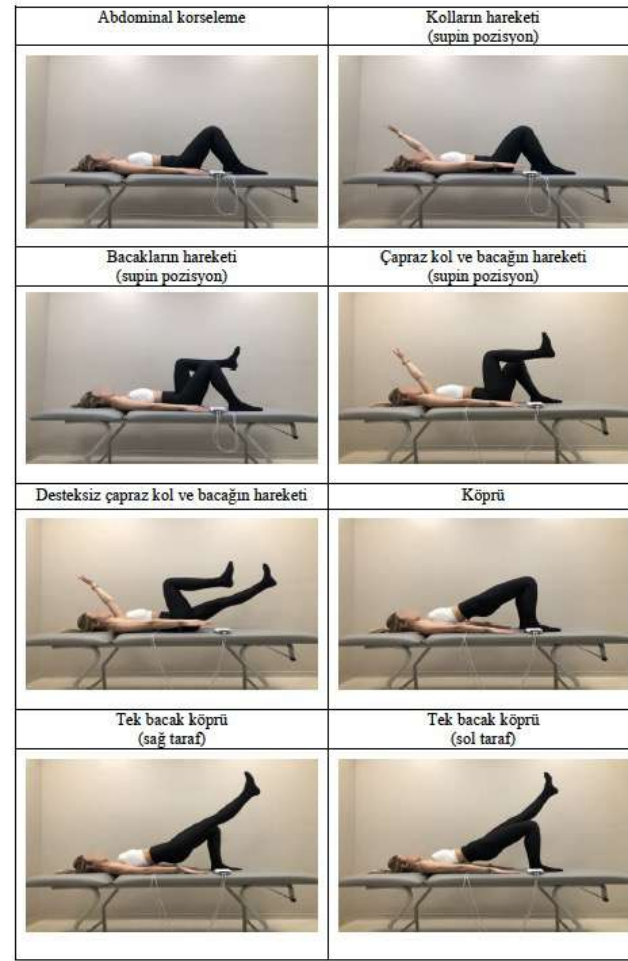 Abdominal korseleme
Kolların hareketi
(supin pozisyon)
Bacakların hareketi
(supin pozisyon)
Çapraz kol ve bacağın hareketi
(supin pozisyon)
Desteksiz çapraz kol ve bacağın hareketi
Köprü
Tek bacak köprü
(sağ taraf)
Tek bacak köprü
(sol taraf)